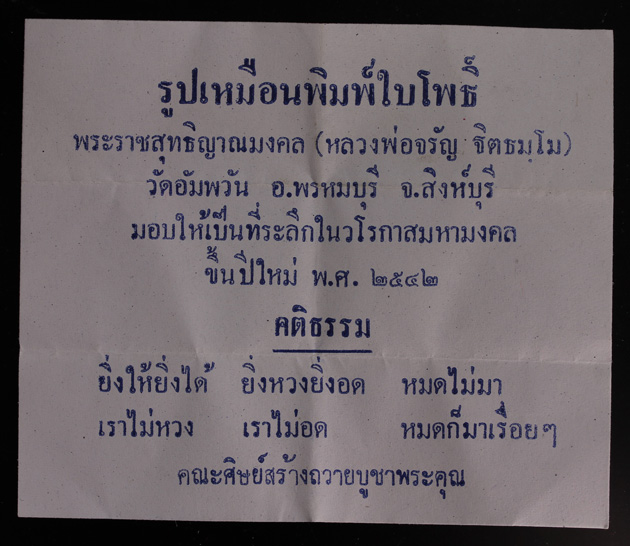 รูปเหมือนพิมพ์ใบโพธิ์
พระราชสุทธิญาณมงคล (หลวงพ่อจรัญ ฐิตธมฺโม)
วัดอัมพวัน อ.พรหมบุรี จ.สิงห์บุรี
มอบให้เป็นที่ระลึกในวโรกาสมหามงคล
ขึ้นปีใหม่ พ.ศ. ๒๕๔๒
คติธรรม
ยิ่งให้ยิ่งได้ ยิ่งหวงยิ่งอด หมดไม่มา
เราไม่หวง เราไม่อด หมดก็มาเรื่อยๆ
คณะศิษย์สร้างถวายบูชาพระคุณ